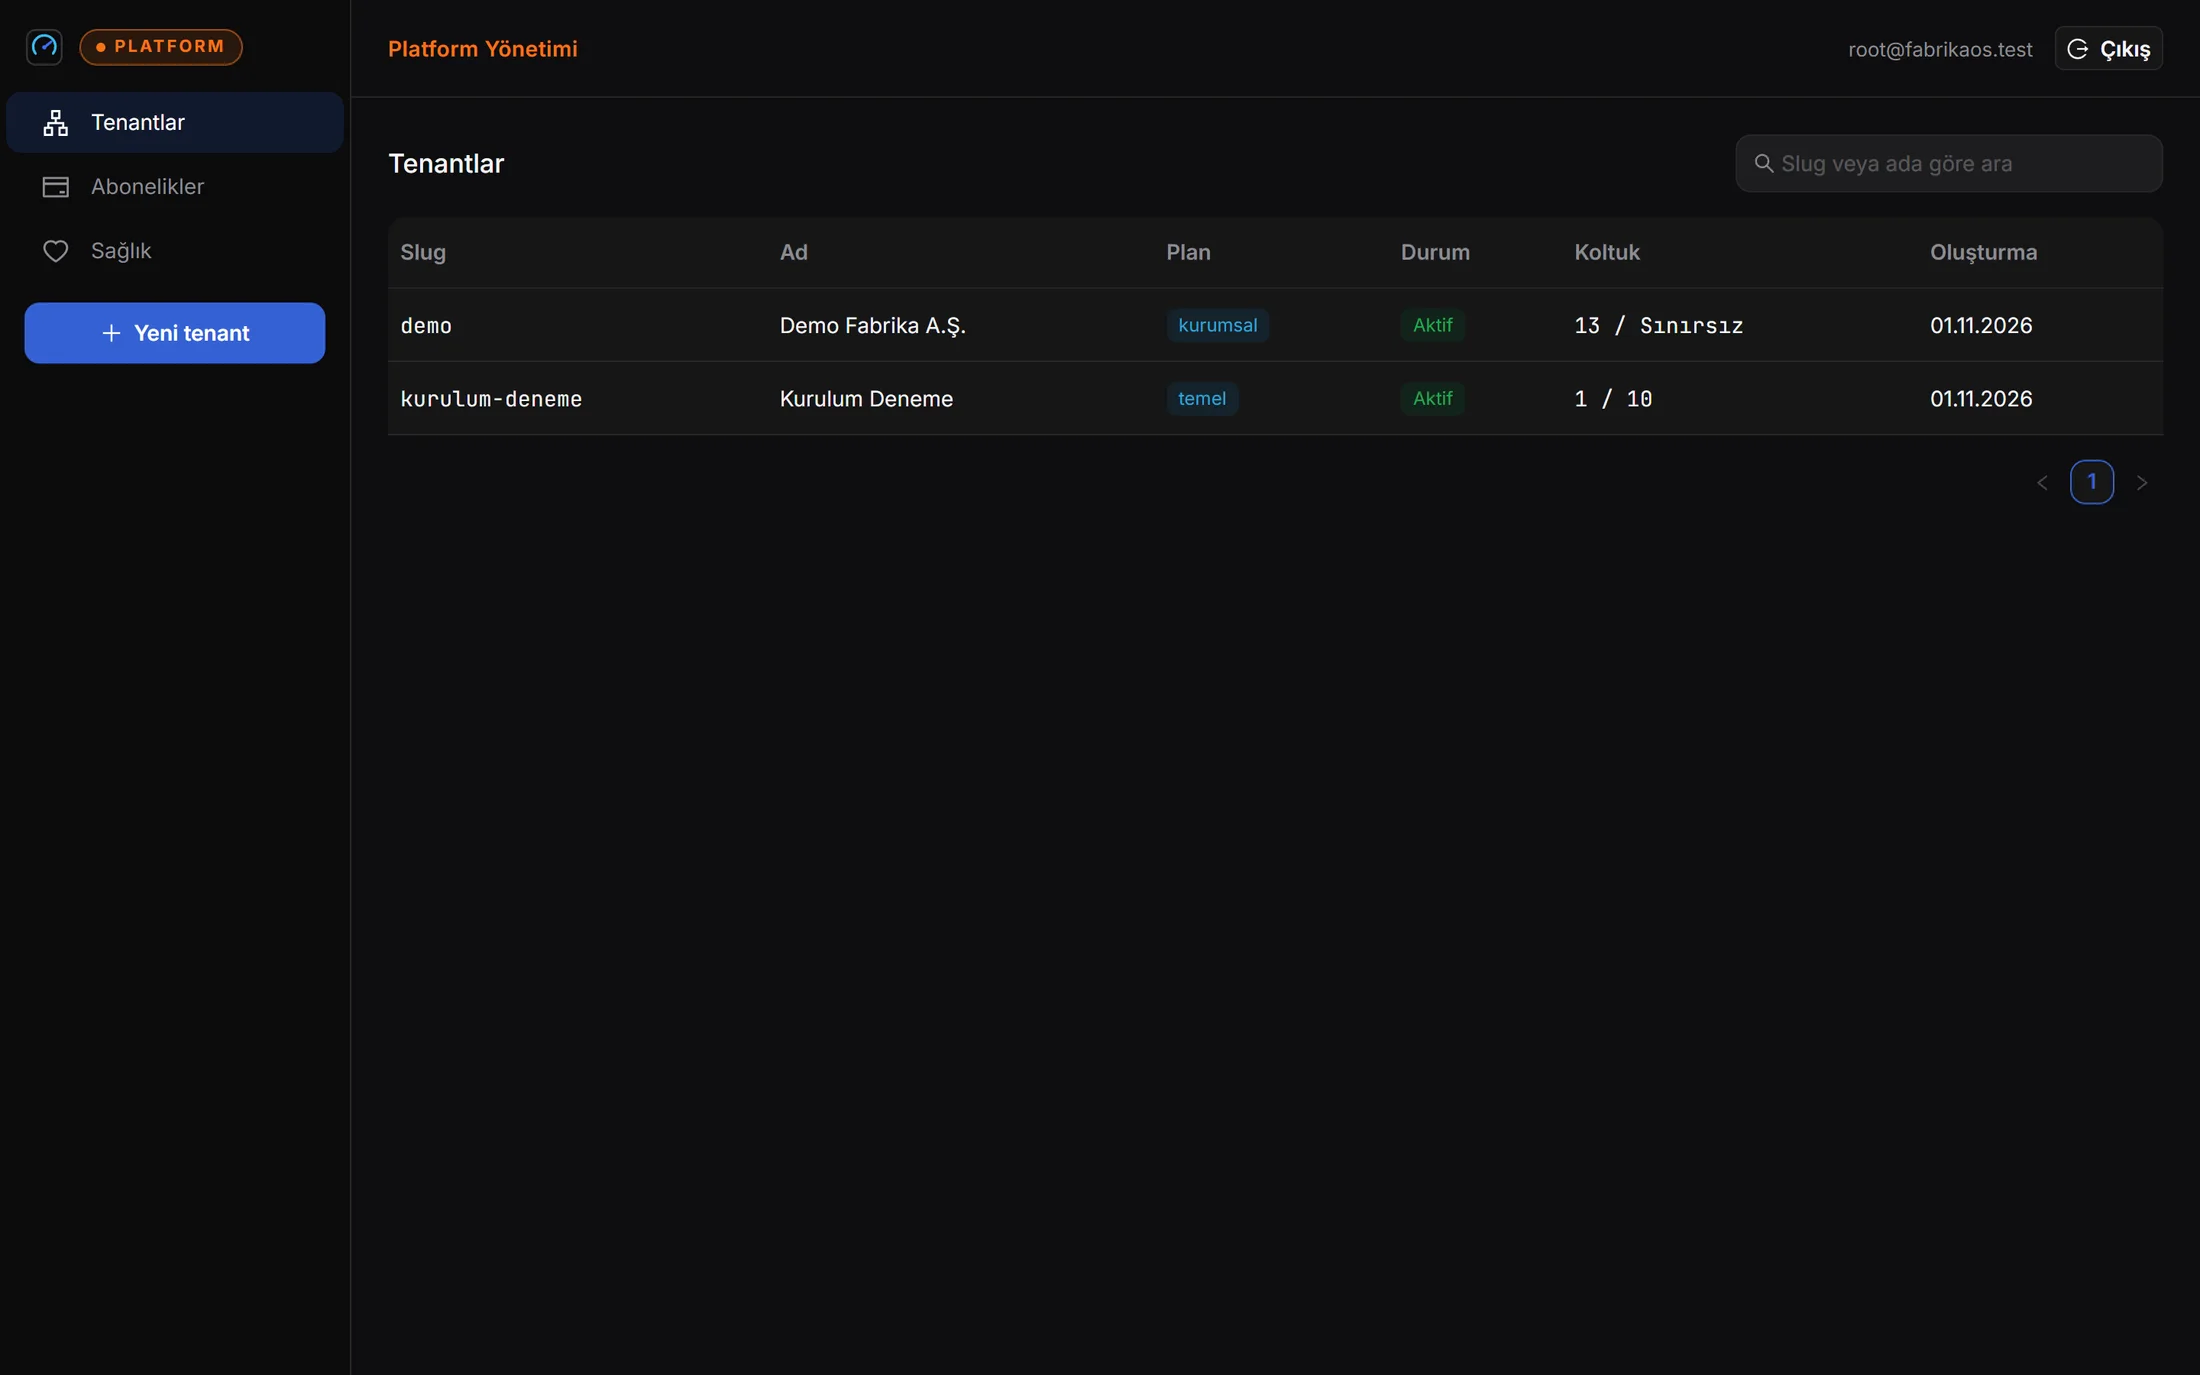 PLATFORM
Tenantlar
Abonelikler
Sağlık
Yeni tenant
Platform Yönetimi
root@fabrikaos.test
Çıkış
Tenantlar
Slug veya ada göre ara
Slug Ad Plan Durum Koltuk Oluşturma
demo Demo Fabrika A.Ş. kurumsal Aktif 13 / Sınırsız 01.11.2026
kurulum-deneme Kurulum Deneme temel Aktif 1 / 10 01.11.2026
1